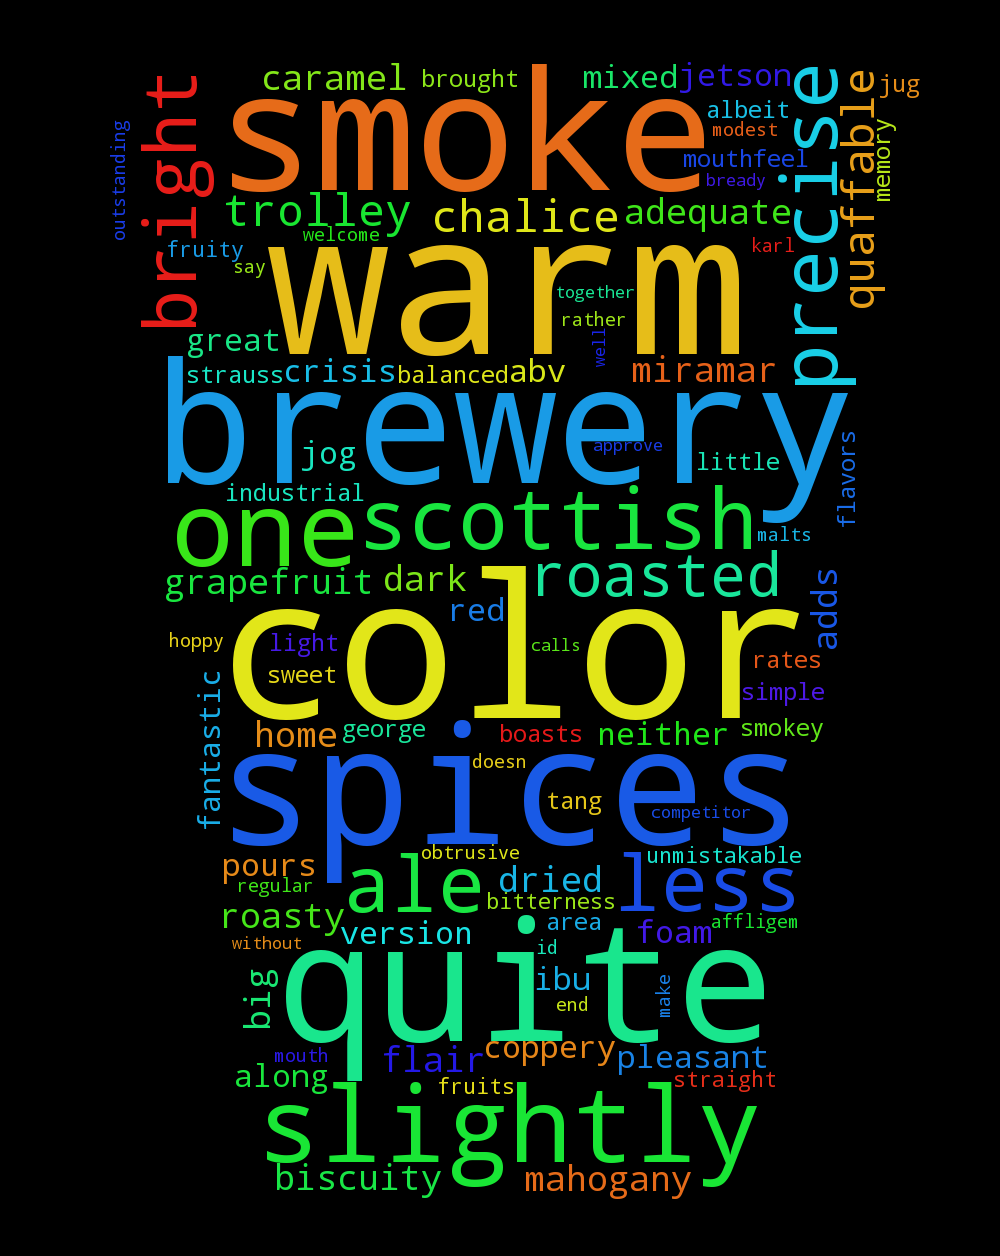 caramel brought mixed jetson jug
smoke
bright
precise
quaffable
albeit
modest
outstanding
memory
mouthfeel
bready
trolley chalice adequate
welcome
fruity karl
say
warm
together
rather
great well
strauss crisis balanced abv miramar
brewery
jog approve little
flavors
industrial
one scottish
malts
grapefruit dark roasted
adds
red
color
hoppy light calls
sweet rates
simple
fantastic
home george boasts neither smokey
spices
doesn
tang competitor
obtrusive unmistakable
pours ale dried less
regular bitterness
roasty version area foam affligem
without id
quite
big ibu
end make
mouth flair coppery pleasant
along fruits straight
slightly
biscuity mahogany